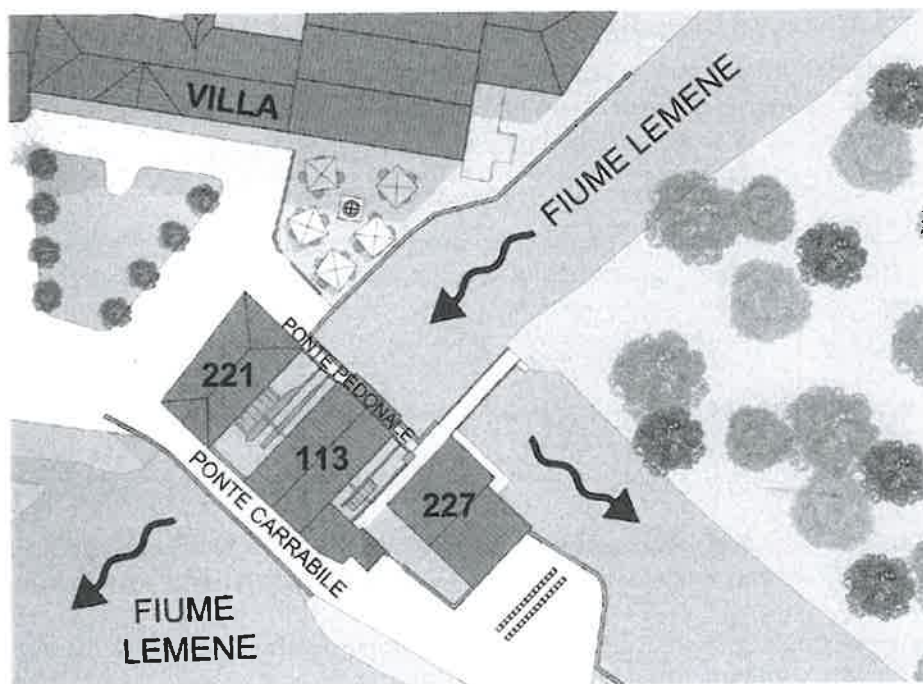 VILLA
FIUME LEMENE
PONTE PEDONALE
221
113
227
PONTE CARRABILE
FIUME
LEMENE